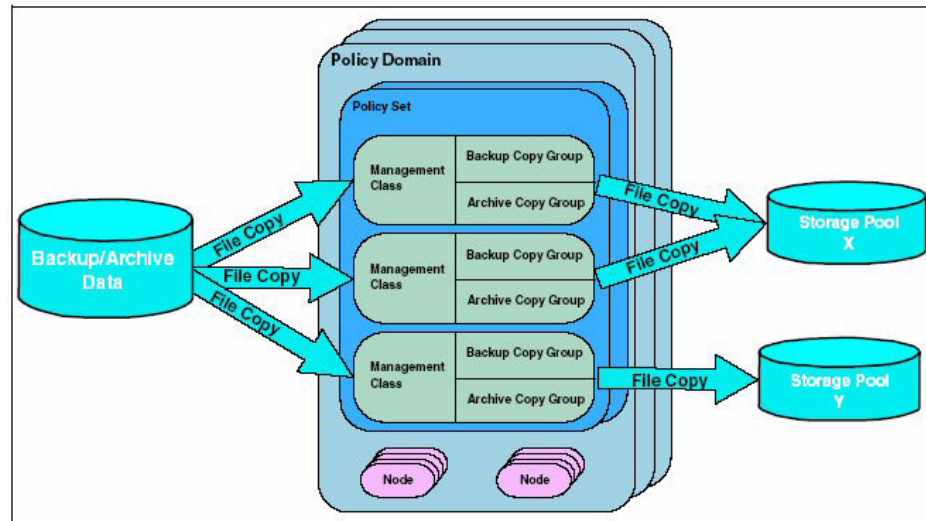 Policy Domain
Policy Set
Management
Class
Backup Copy Group
Archive Copy Group
Management
Class
Backup Copy Group
Archive Copy Group
Management
Class
Backup Copy Group
Archive Copy Group
Backup/Archive
Data
File Copy
File Copy
File Copy
File Copy
File Copy
File Copy
Storage Pool
X
Storage Pool
Y
Node
Node